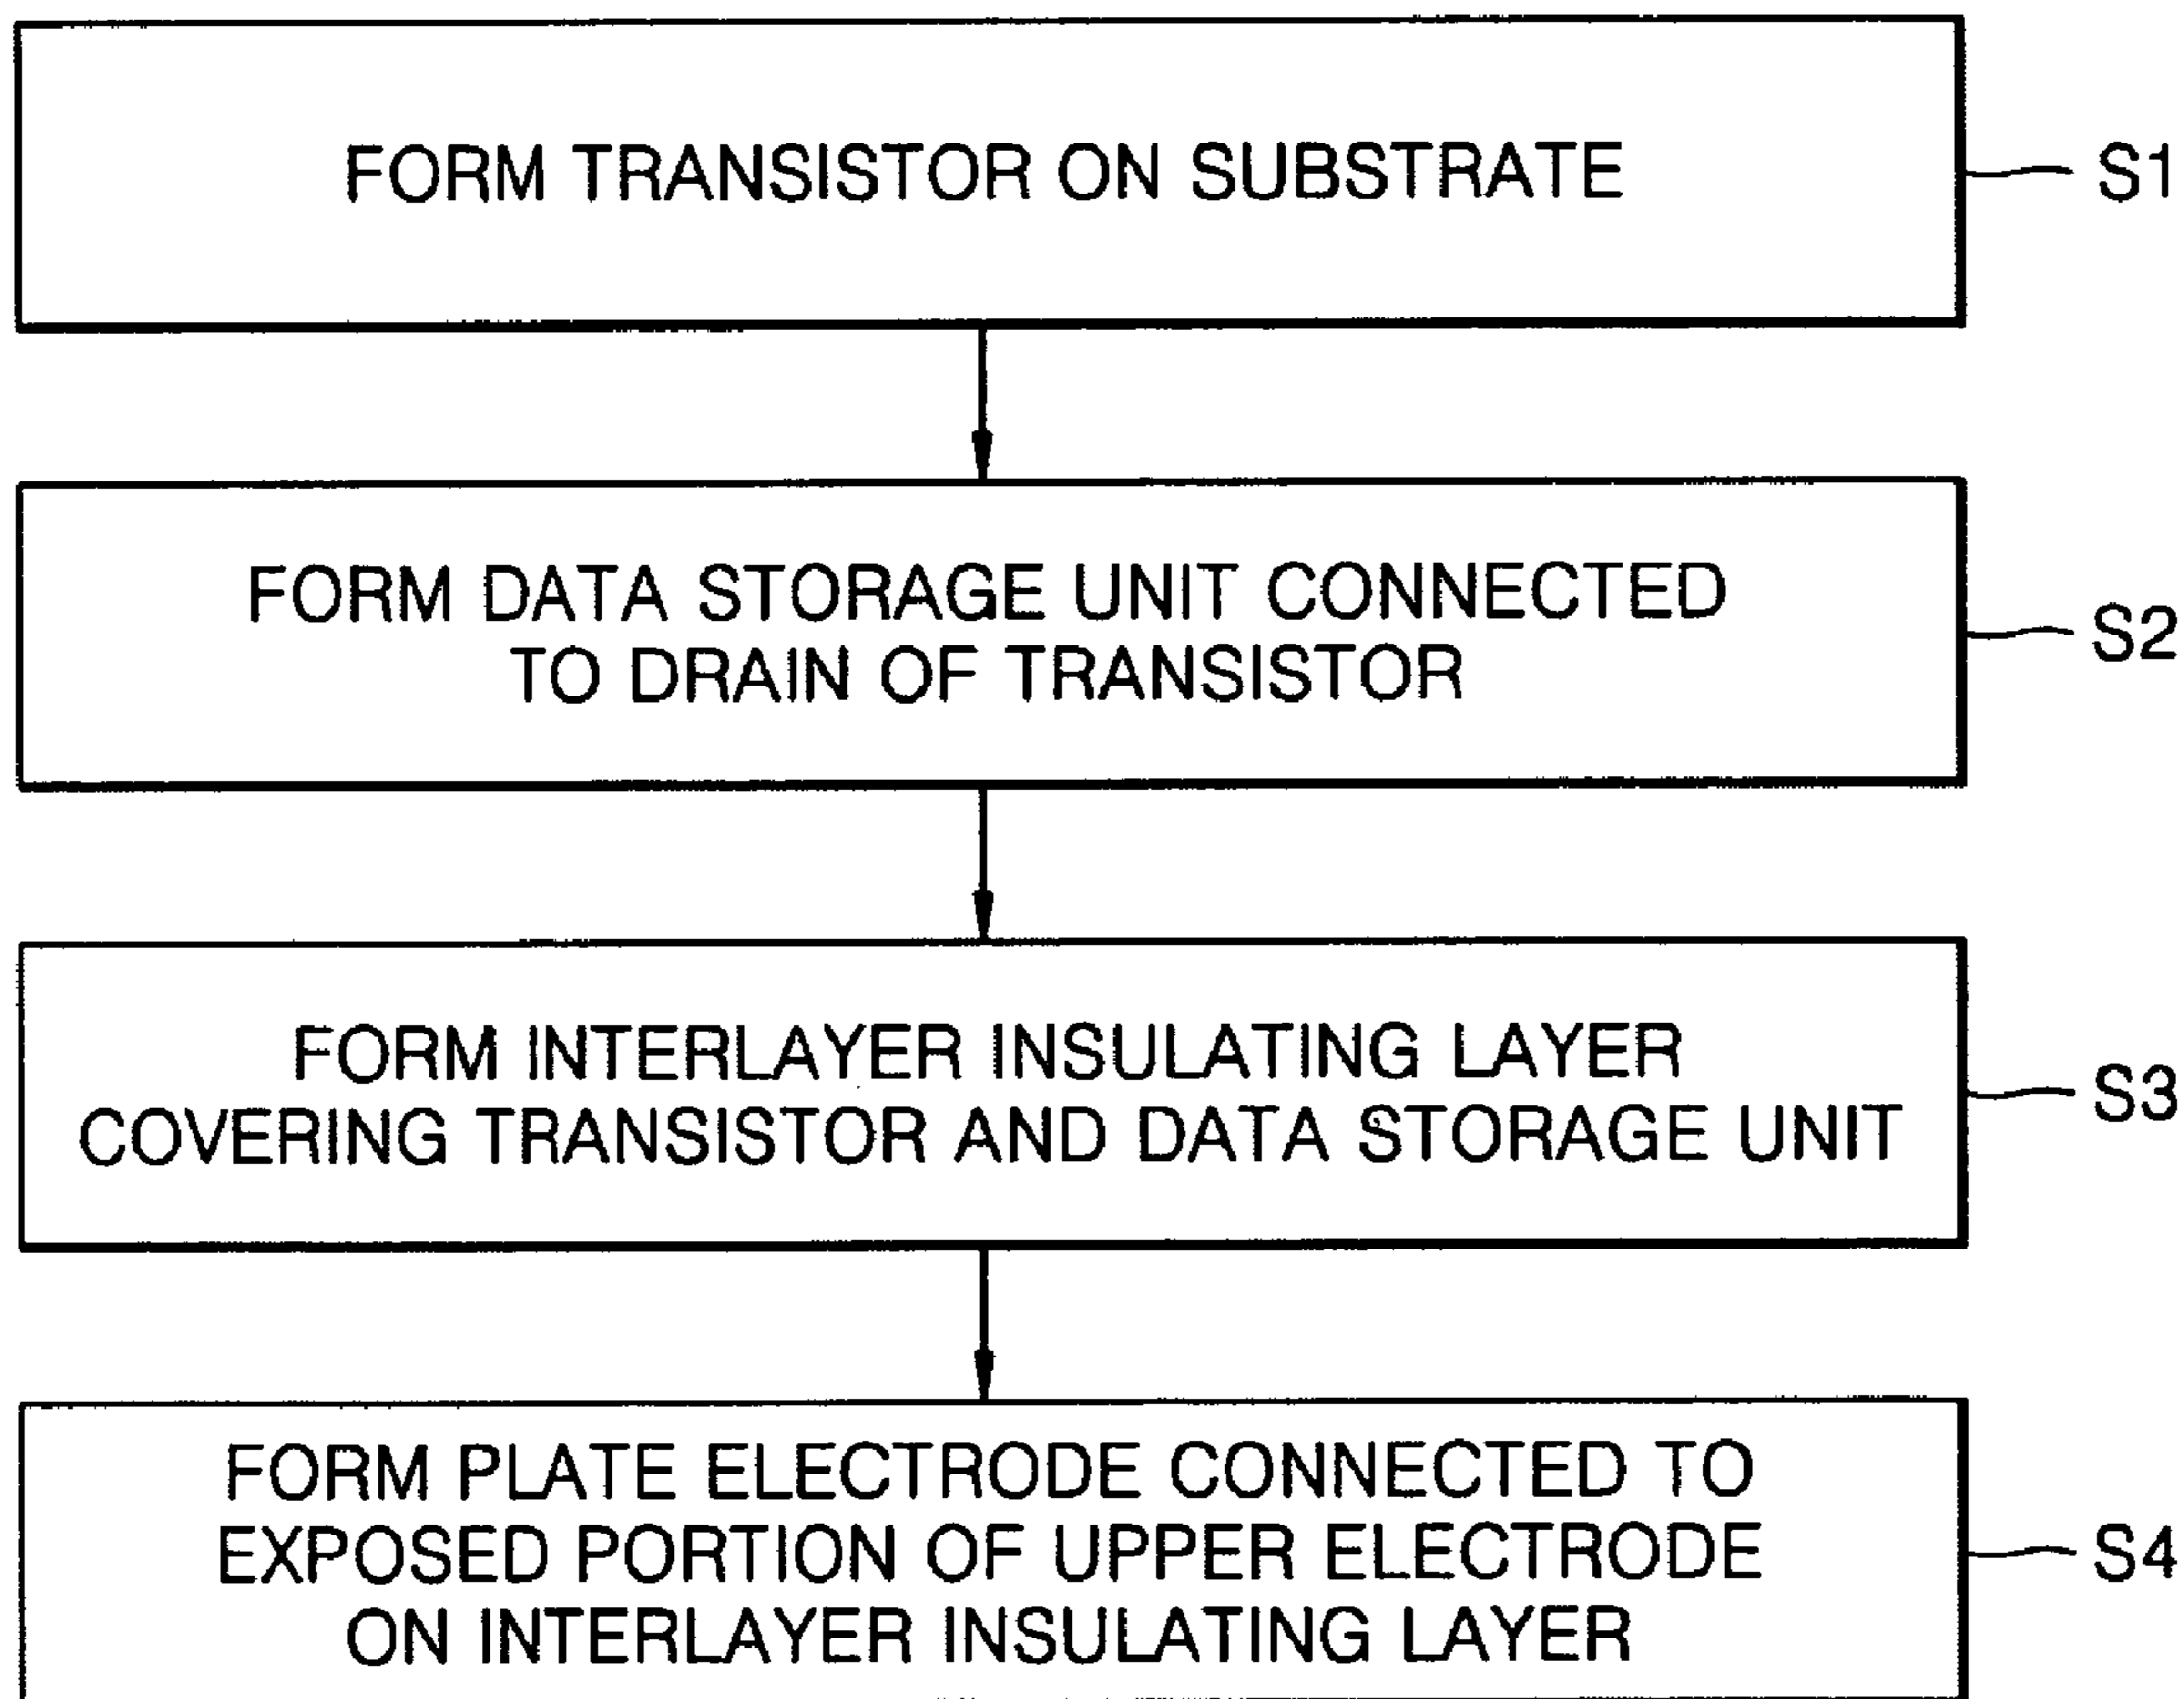 FORM TRANSISTOR ON SUBSTRATE
S1
FORM DATA STORAGE UNIT CONNECTED
TO DRAIN OF TRANSISTOR
S2
FORM INTERLAYER INSULATING LAYER
COVERING TRANSISTOR AND DATA STORAGE UNIT
S3
FORM PLATE ELECTRODE CONNECTED TO
EXPOSED PORTION OF UPPER ELECTRODE
ON INTERLAYER INSULATING LAYER
S4